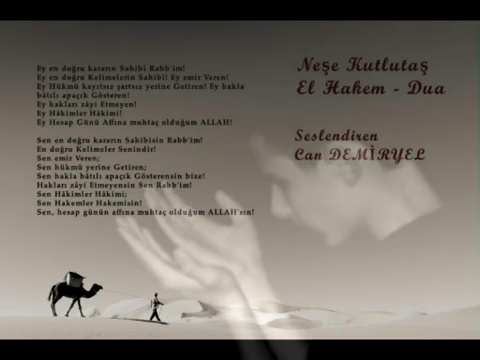 Ey en doğru kararın Sahibi Rabb'im!
Ey en doğru Kelimelerin Sahibi! Ey emir Veren!
Ey Hükmü kayıtsız şartsız yerine Getiren! Ey hakla
bâtılı apaçık Gösteren!
Ey hakları zâyi Etmeyen!
Ey Hâkimler Hâkimi!
Ey Hesap Günü Affına muhtaç olduğum ALLAH!
Sen en doğru kararın Sahibisin Rabb'im!
En doğru Kelimeler Senindir!
Sen emir Veren;
Sen hükmü yerine Getiren;
Sen hakla bâtılı apaçık Gösterensin bize!
Hakları zâyi Etmeyensin Sen Rabb'im!
Sen Hâkimler Hâkimi;
Sen Hakemler Hakemisin!
Sen, hesap günün affına muhtaç olduğum ALLAH'sın!
Neşe Kutlutaş
El Hakem - Dua
Seslendiren
Can DEMİRYEL